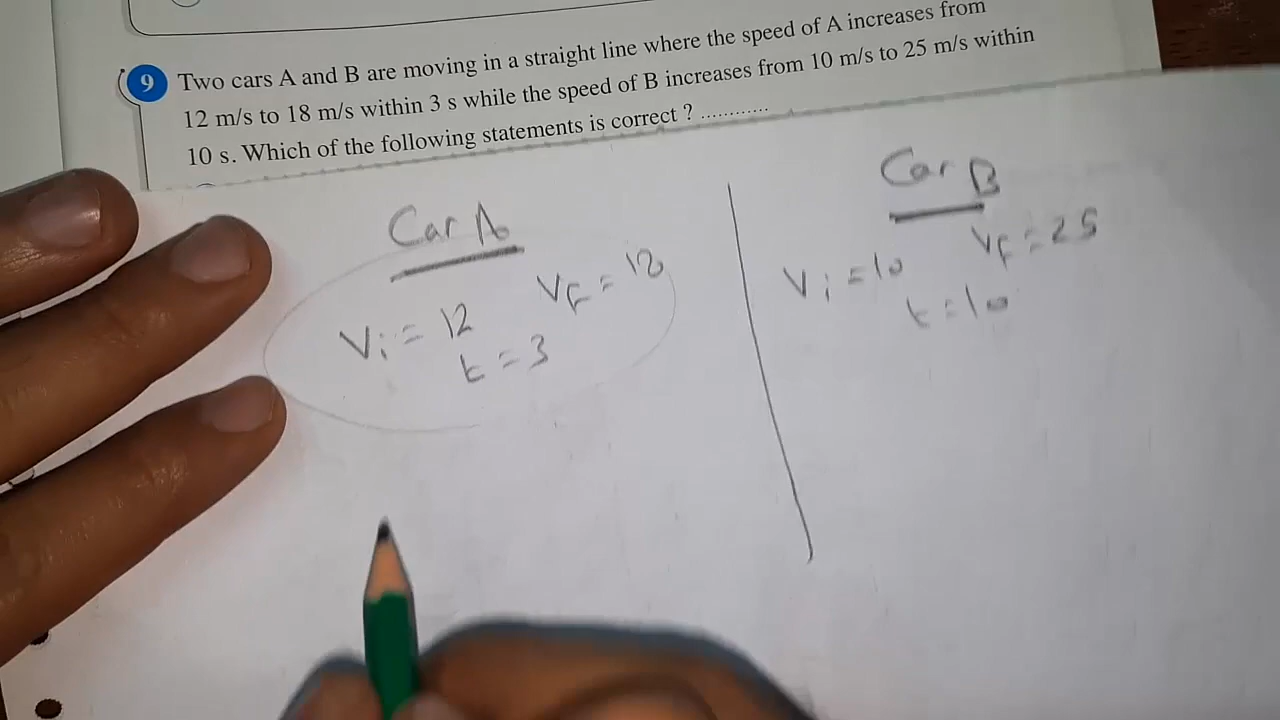 9 Two cars A and B are moving in a straight line where the speed of A increases from
12 m/s to 18 m/s within 3 s while the speed of B increases from 10 m/s to 25 m/s within
10 s. Which of the following statements is correct ? ............
Car A
Vi = 12 VF = 12
t = 3
Car B
Vi = 10 VF = 25
t = 10